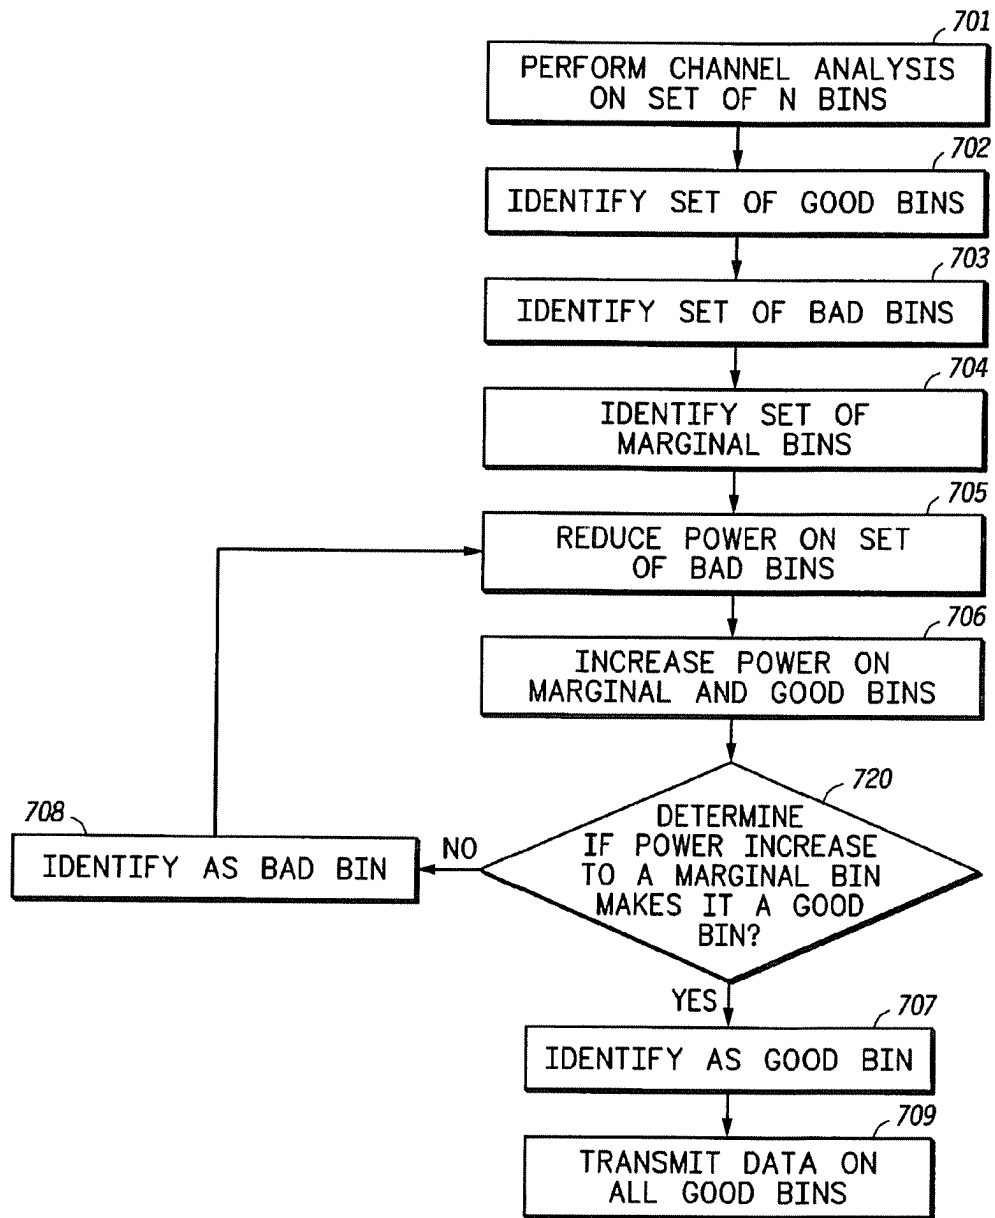 701
PERFORM CHANNEL ANALYSIS
ON SET OF N BINS
702
IDENTIFY SET OF GOOD BINS
703
IDENTIFY SET OF BAD BINS
704
IDENTIFY SET OF
MARGINAL BINS
705
REDUCE POWER ON SET
OF BAD BINS
706
INCREASE POWER ON
MARGINAL AND GOOD BINS
720
DETERMINE
IF POWER INCREASE
TO A MARGINAL BIN
MAKES IT A GOOD
BIN?
NO
708
IDENTIFY AS BAD BIN
YES
707
IDENTIFY AS GOOD BIN
709
TRANSMIT DATA ON
ALL GOOD BINS